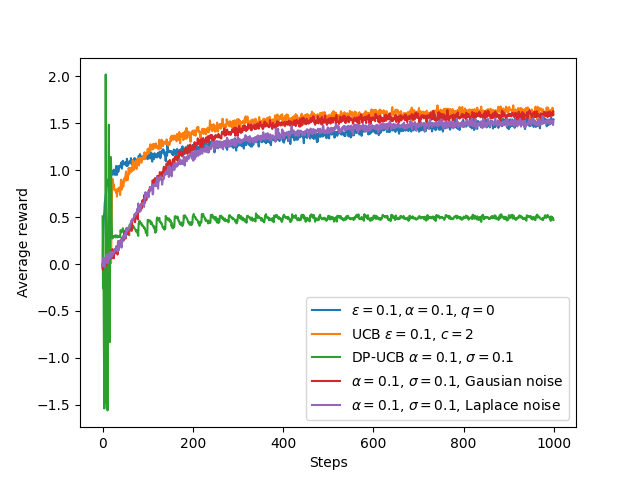 2.0
1.5
1.0
0.5
0.0
−0.5
−1.0
−1.5
Average reward
0
200
400
600
800
1000
Steps
ε = 0.1, α = 0.1, q = 0
UCB ε = 0.1, c = 2
DP-UCB α = 0.1, σ = 0.1
α = 0.1, σ = 0.1, Gausian noise
α = 0.1, σ = 0.1, Laplace noise